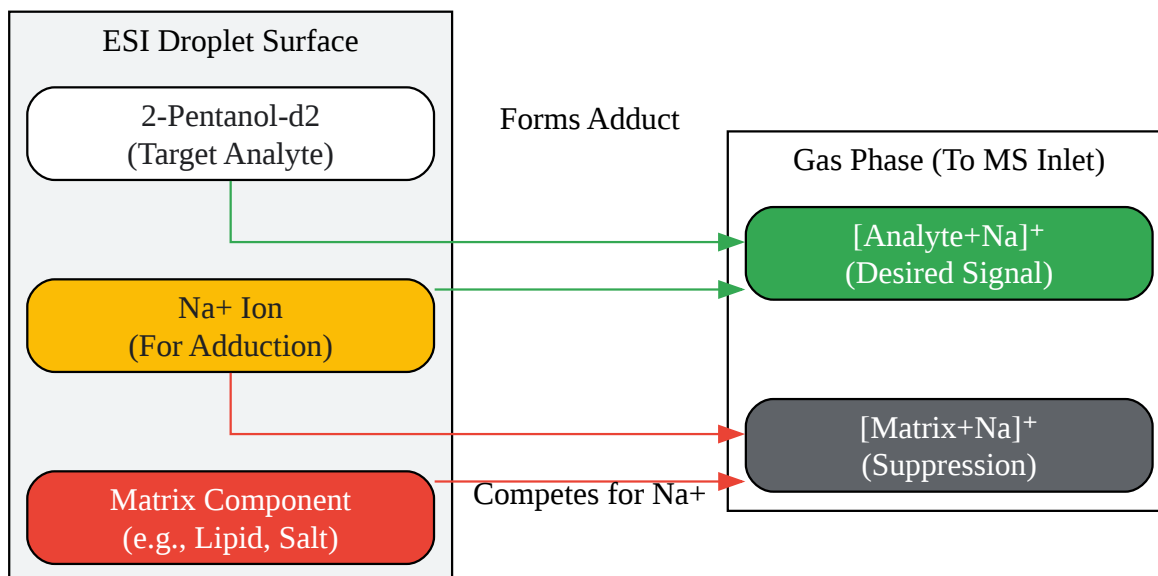 ESI Droplet Surface
2-Pentanol-d2
(Target Analyte)
Na+ Ion
(For Adduction)
Matrix Component
(e.g., Lipid, Salt)
Forms Adduct
Competes for Na+
Gas Phase (To MS Inlet)
[Analyte+Na]⁺
(Desired Signal)
[Matrix+Na]⁺
(Suppression)